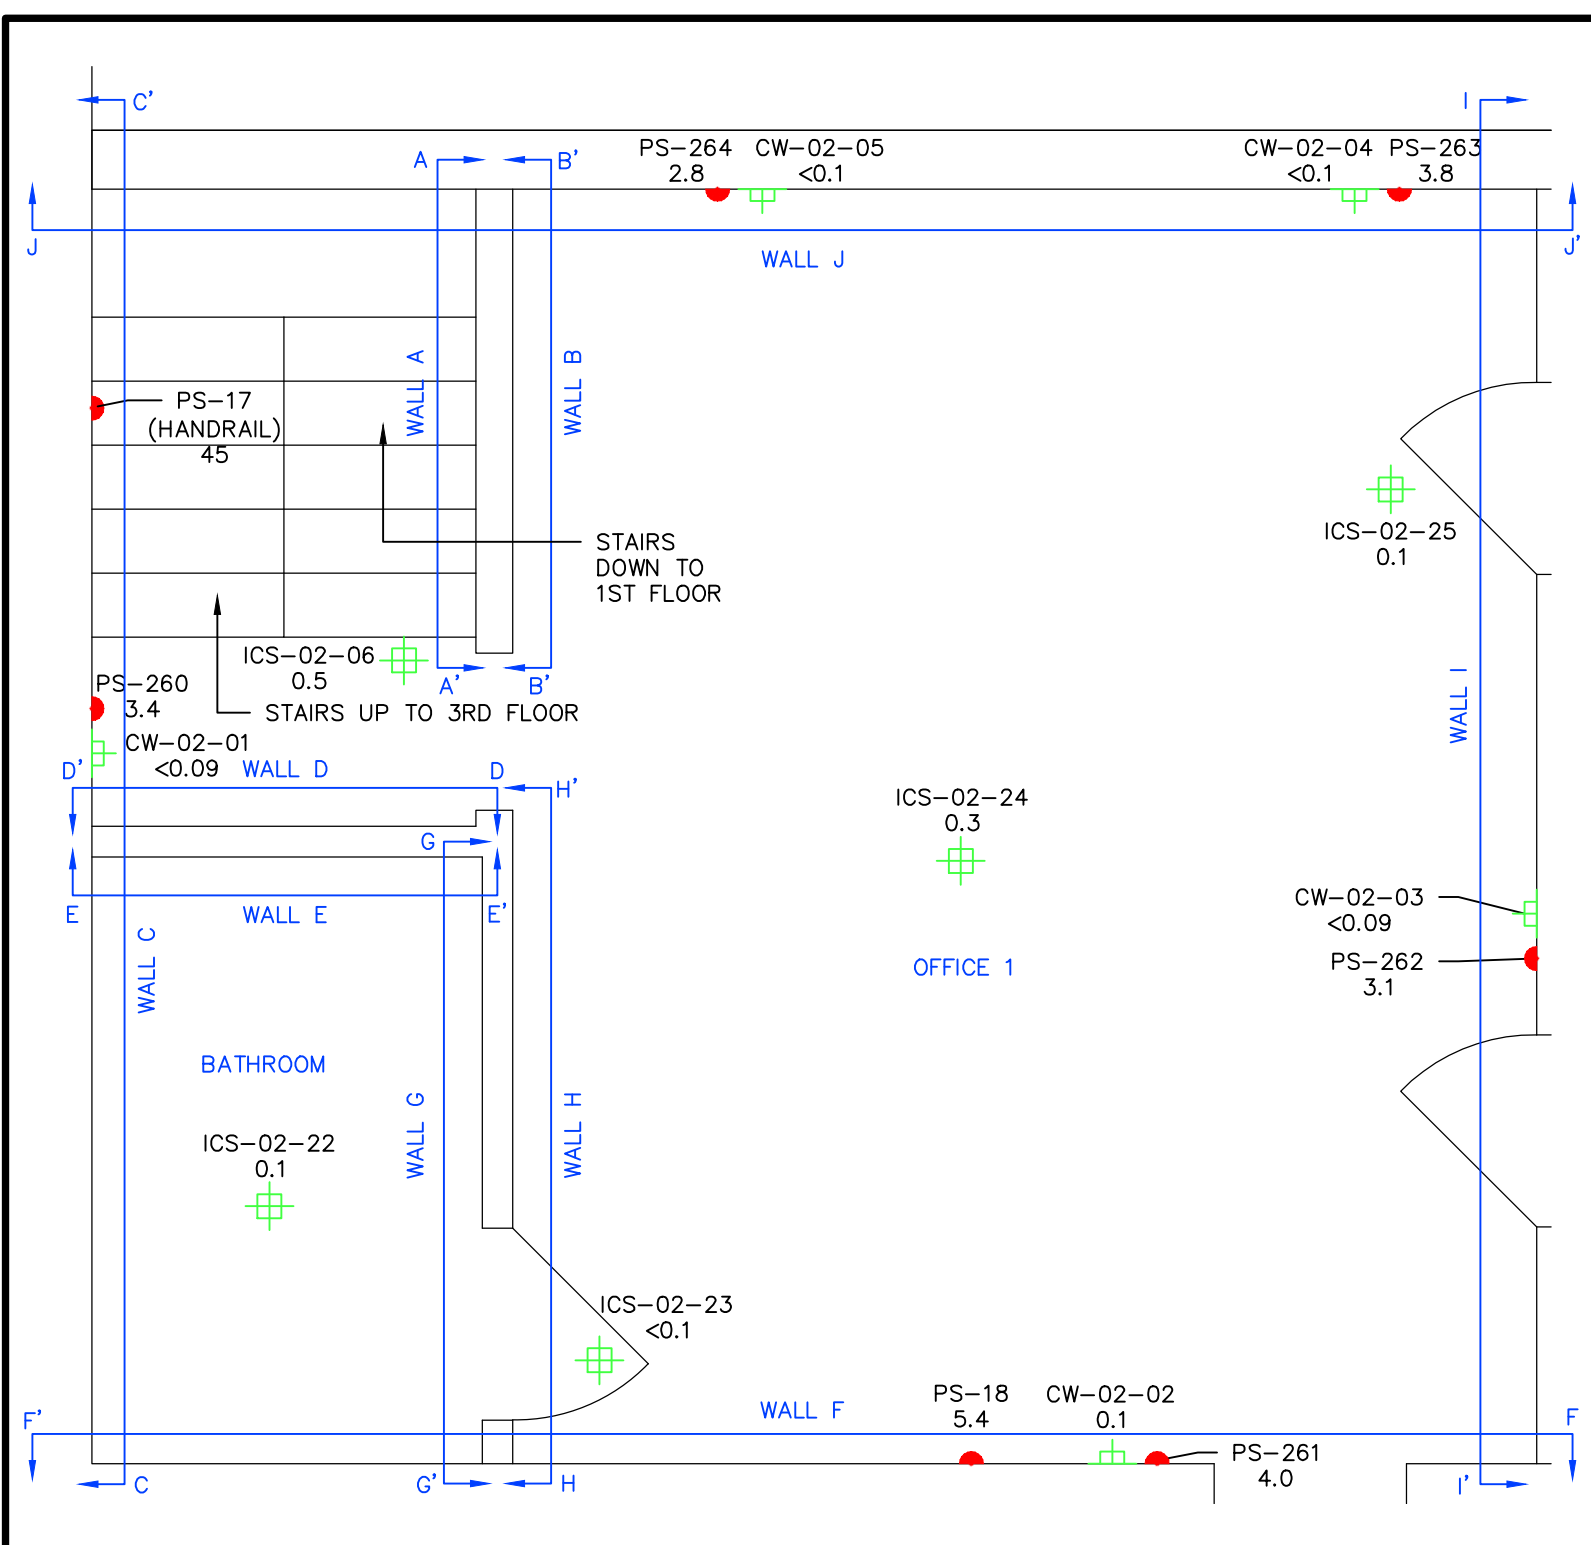 C'
I
A
B'
PS-264
2.8
CW-02-05
<0.1
CW-02-04
<0.1
PS-263
3.8
J
J'
WALL J
WALL A
WALL B
PS-17
(HANDRAIL)
45
STAIRS
DOWN TO
1ST FLOOR
ICS-02-25
0.1
ICS-02-06
0.5
A'
B'
PS-260
3.4
STAIRS UP TO 3RD FLOOR
WALL I
CW-02-01
<0.09
D'
WALL D
D
H'
G
ICS-02-24
0.3
E
WALL E
E'
CW-02-03
<0.09
WALL C
OFFICE 1
PS-262
3.1
BATHROOM
WALL G
WALL H
ICS-02-22
0.1
ICS-02-23
<0.1
F'
WALL F
PS-18
5.4
CW-02-02
0.1
F
PS-261
4.0
C
G'
H
I'